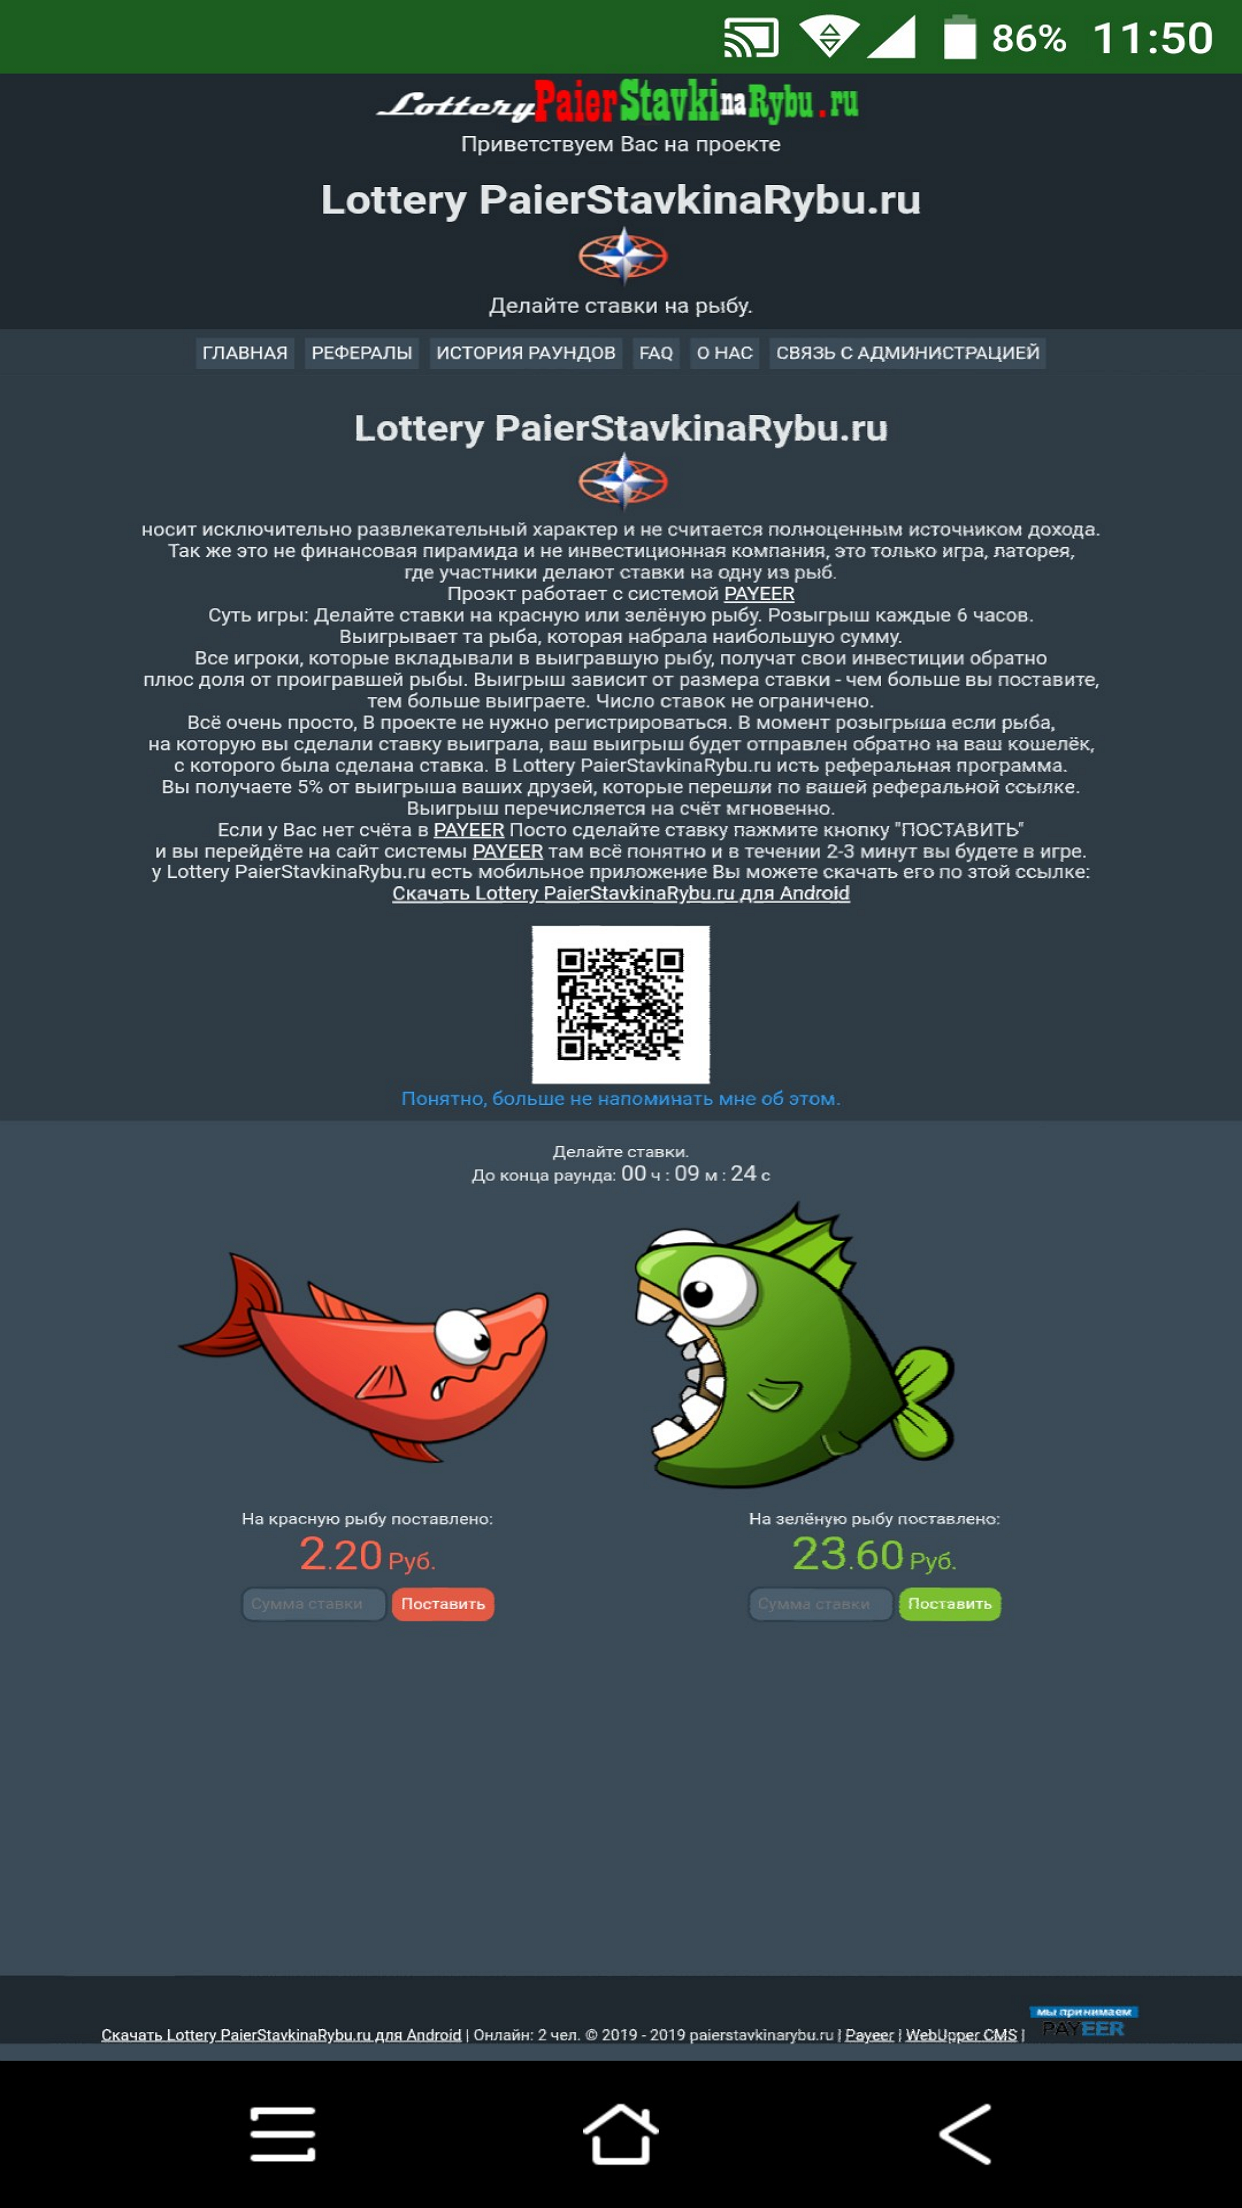 86% 11:50
LotteryPaierStavkinaRybu.ru
Приветствуем Вас на проекте
Lottery PaierStavkinaRybu.ru
Делайте ставки на рыбу.
ГЛАВНАЯ РЕФЕРАЛЫ ИСТОРИЯ РАУНДОВ FAQ О НАС СВЯЗЬ С АДМИНИСТРАЦИЕЙ
Lottery PaierStavkinaRybu.ru
носит исключительно развлекательный характер и не считается полноценным источником дохода.
Так же это не финансовая пирамида и не инвестиционная компания, это только игра, латорея,
где участники делают ставки на одну из рыб.
Проэкт работает с системой PAYEER
Суть игры: Делайте ставки на красную или зелёную рыбу. Розыгрыш каждые 6 часов.
Выигрывает та рыба, которая набрала наибольшую сумму.
Все игроки, которые вкладывали в выигравшую рыбу, получат свои инвестиции обратно
плюс доля от проигравшей рыбы. Выигрыш зависит от размера ставки - чем больше вы поставите,
тем больше выиграете. Число ставок не ограничено.
Всё очень просто, В проекте не нужно регистрироваться. В момент розыгрыша если рыба,
на которую вы сделали ставку выиграла, ваш выигрыш будет отправлен обратно на ваш кошелёк,
с которого была сделана ставка. В Lottery PaierStavkinaRybu.ru исть реферальная программа.
Вы получаете 5% от выигрыша ваших друзей, которые перешли по вашей реферальной ссылке.
Выигрыш перечисляется на счёт мгновенно.
Если у Вас нет счёта в PAYEER Посто сделайте ставку пажмите кнопку "ПОСТАВИТЬ"
и вы перейдёте на сайт системы PAYEER там всё понятно и в течении 2-3 минут вы будете в игре.
у Lottery PaierStavkinaRybu.ru есть мобильное приложение Вы можете скачать его по зтой ссылке:
Скачать Lottery PaierStavkinaRybu.ru для Android
Понятно, больше не напоминать мне об этом.
Делайте ставки.
До конца раунда: 00 ч : 09 м : 24 с
На красную рыбу поставлено: На зелёную рыбу поставлено:
2.20 Руб. 23.60 Руб.
Сумма ставки Поставить Сумма ставки Поставить
мы принимаем
PAYEER
Скачать Lottery PaierStavkinaRybu.ru для Android | Онлайн: 2 чел. © 2019 - 2019 paierstavkinarybu.ru | Payeer | WebUpper CMS |